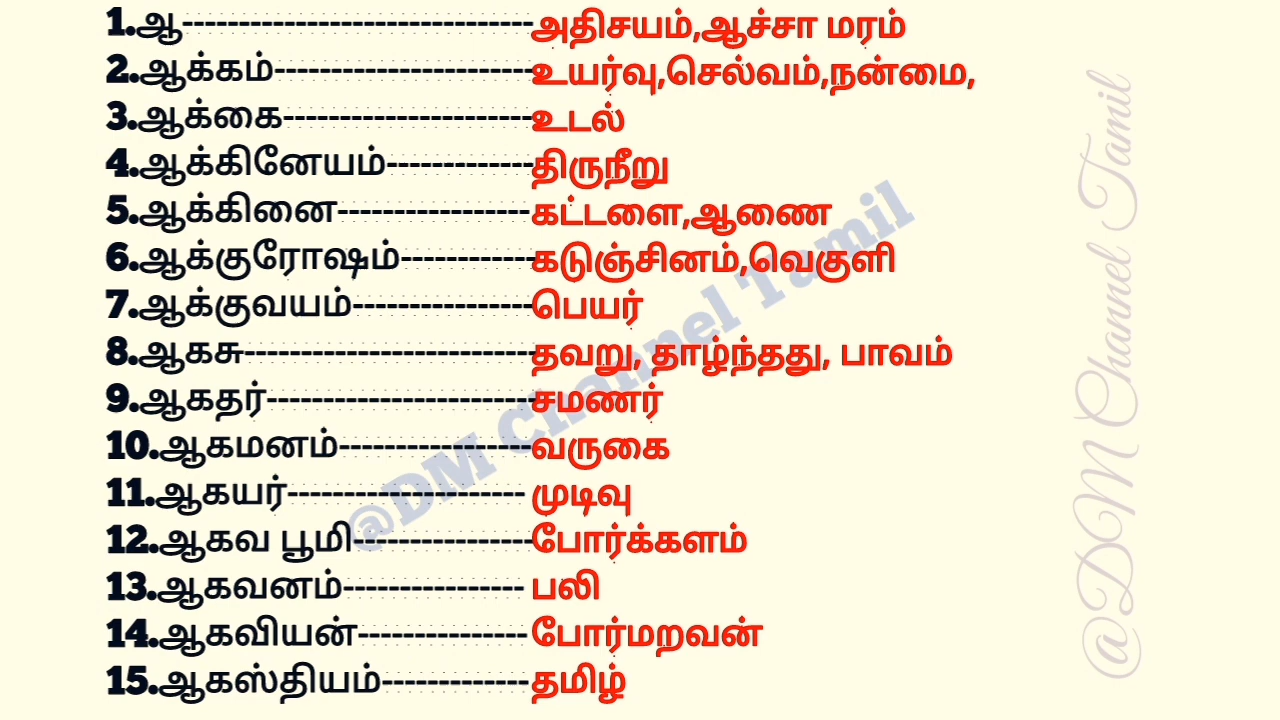 1.ஆ-------------------------------அதிசயம்,ஆச்சா மரம்
2.ஆக்கம்-----------------------உயர்வு,செல்வம்,நன்மை,
3.ஆக்கை----------------------உடல்
4.ஆக்கினேயம்-------------திருநீறு
5.ஆக்கினை-----------------கட்டளை,ஆணை
6.ஆக்குரோஷம்------------கடுஞ்சினம்,வெகுளி
7.ஆக்குவயம்----------------பெயர்
8.ஆகசு--------------------------தவறு, தாழ்ந்தது, பாவம்
9.ஆகதர்------------------------சமணர்
10.ஆகமனம்-----------------வருகை
11.ஆகயர்--------------------- முடிவு
12.ஆகவ பூமி----------------போர்க்களம்
13.ஆகவனம்---------------- பலி
14.ஆகவியன்---------------போர்மறவன்
15.ஆகஸ்தியம்-------------தமிழ்
@DM Channel Tamil
@DM Channel Tamil